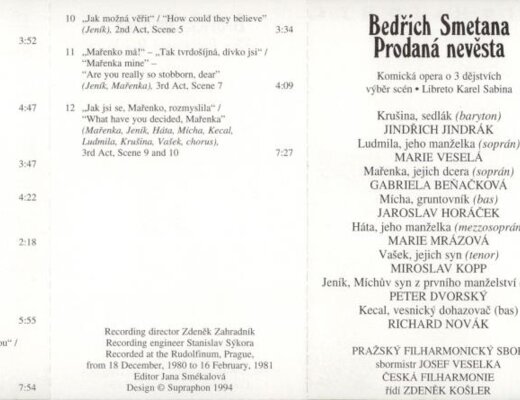 3:52
4:47
3:47
4:22
2:18
5:55
ou“ /
7:54
10 „Jak možná věřit“ / “How could they believe”
(Jeník), 2nd Act, Scene 5 3:34
11 „Mařenko má!“ – „Tak tvrdošíjná, dívko jsi“ /
“Mařenka mine” –
“Are you really so stobborn, dear”
(Jeník, Mařenka), 3rd Act, Scene 7 4:09
12 „Jak jsi se, Mařenko, rozmyslila“ /
“What have you decided, Mařenka”
(Mařenka, Jeník, Háta, Mícha, Kecal,
Ludmila, Krušina, Vašek, chorus),
3rd Act, Scene 9 and 10 7:27
Recording director Zdeněk Zahradník
Recording engineer Stanislav Sýkora
Recorded at the Rudolfinum, Prague,
from 18 December, 1980 to 16 February, 1981
Editor Jana Smékalová
Design © Supraphon 1994
Bedřich Smetana
Prodaná nevěsta
Komická opera o 3 dějstvích
výběr scén • Libreto Karel Sabina
Krušina, sedlák (baryton)
JINDŘICH JINDRÁK
Ludmila, jeho manželka (soprán)
MARIE VESELÁ
Mařenka, jejich dcera (soprán)
GABRIELA BEŇAČKOVÁ
Mícha, gruntovník (bas)
JAROSLAV HORÁČEK
Háta, jeho manželka (mezzosoprán
MARIE MRÁZOVÁ
Vašek, jejich syn (tenor)
MIROSLAV KOPP
Jeník, Míchův syn z prvního manželství
PETER DVORSKÝ
Kecal, vesnický dohazovač (bas)
RICHARD NOVÁK
PRAŽSKÝ FILHARMONICKÝ SBOR
sbormistr JOSEF VESELKA
ČESKÁ FILHARMONIE
řídí ZDENĚK KOŠLER